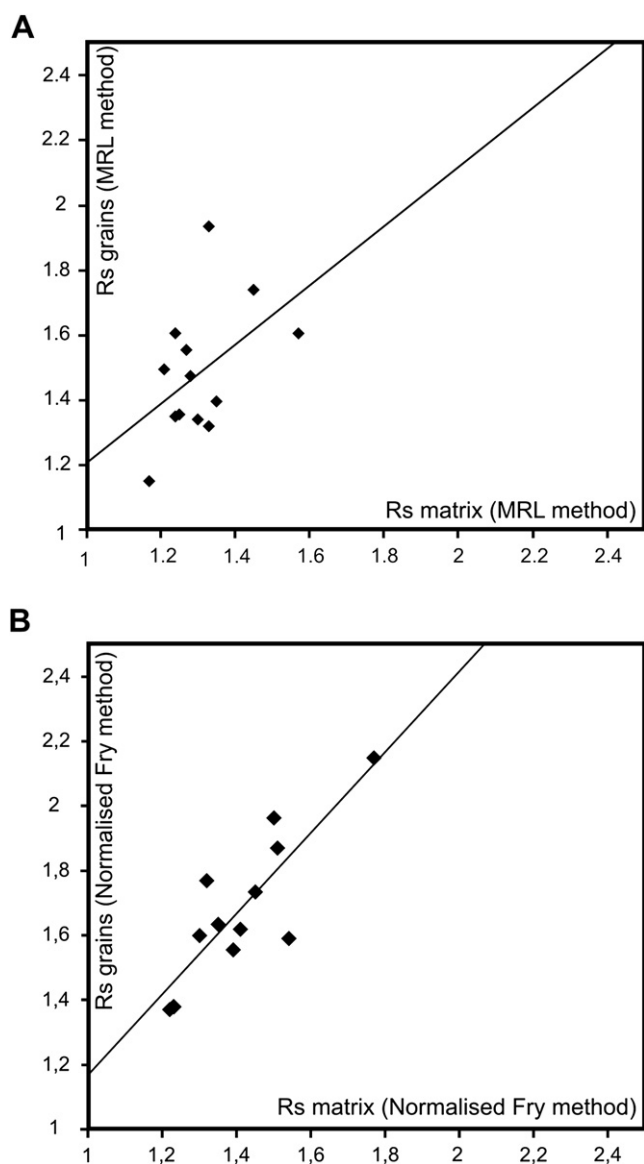 A
2.4
2.2
2
1.8
1.6
1.4
1.2
1
Rs grains (MRL method)
Rs matrix (MRL method)
1 1.2 1.4 1.6 1.8 2 2.2 2.4
B
2,4
2,2
2
1,8
1,6
1,4
1,2
1
Rs grains (Normalised Fry method)
Rs matrix (Normalised Fry method)
1 1,2 1,4 1,6 1,8 2 2,2 2,4